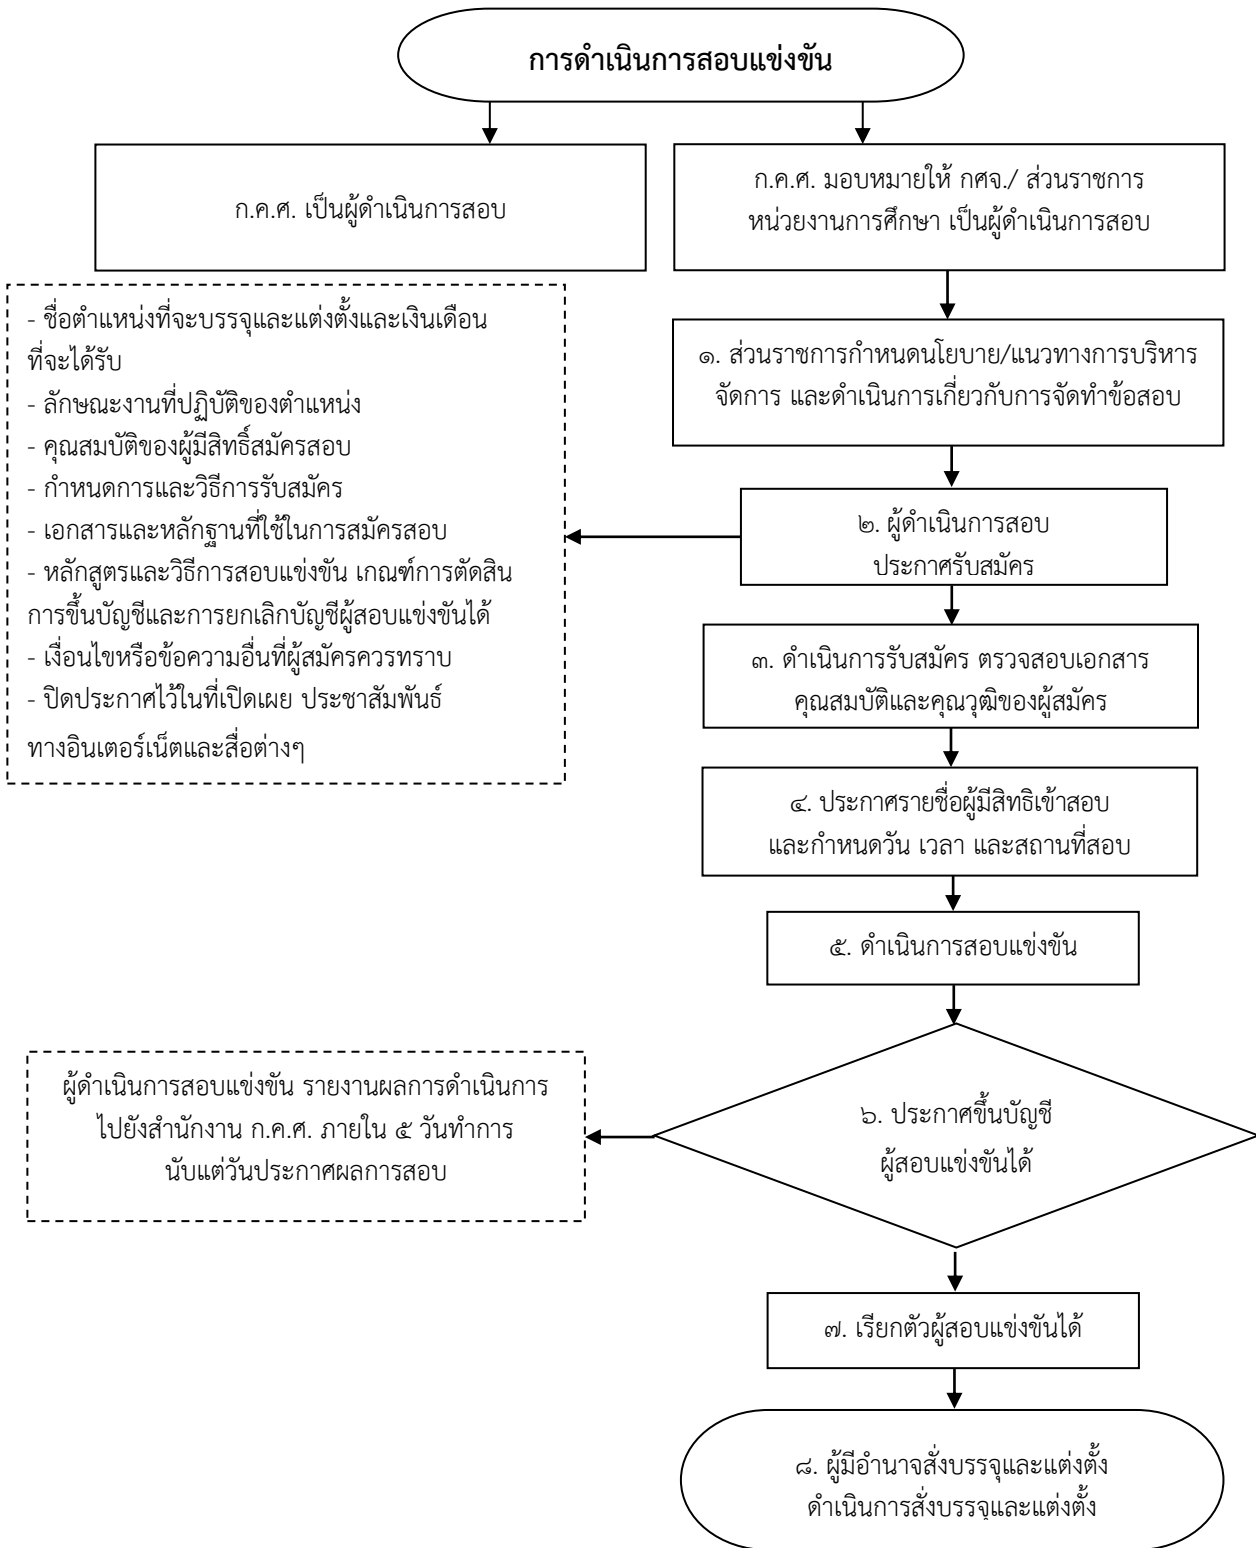 การดำเนินการสอบแข่งขัน
ก.ค.ศ. เป็นผู้ดำเนินการสอบ
ก.ค.ศ. มอบหมายให้ กศจ./ ส่วนราชการ
หน่วยงานการศึกษา เป็นผู้ดำเนินการสอบ
๑. ส่วนราชการกำหนดนโยบาย/แนวทางการบริหาร
จัดการ และดำเนินการเกี่ยวกับการจัดทำข้อสอบ
๒. ผู้ดำเนินการสอบ
ประกาศรับสมัคร
- ชื่อตำแหน่งที่จะบรรจุและแต่งตั้งและเงินเดือน
ที่จะได้รับ
- ลักษณะงานที่ปฏิบัติของตำแหน่ง
- คุณสมบัติของผู้มีสิทธิ์สมัครสอบ
- กำหนดการและวิธีการรับสมัคร
- เอกสารและหลักฐานที่ใช้ในการสมัครสอบ
- หลักสูตรและวิธีการสอบแข่งขัน เกณฑ์การตัดสิน
การขึ้นบัญชีและการยกเลิกบัญชีผู้สอบแข่งขันได้
- เงื่อนไขหรือข้อความอื่นที่ผู้สมัครควรทราบ
- ปิดประกาศไว้ในที่เปิดเผย ประชาสัมพันธ์
ทางอินเตอร์เน็ตและสื่อต่างๆ
๓. ดำเนินการรับสมัคร ตรวจสอบเอกสาร
คุณสมบัติและคุณวุฒิของผู้สมัคร
๔. ประกาศรายชื่อผู้มีสิทธิเข้าสอบ
และกำหนดวัน เวลา และสถานที่สอบ
๕. ดำเนินการสอบแข่งขัน
๖. ประกาศขึ้นบัญชี
ผู้สอบแข่งขันได้
ผู้ดำเนินการสอบแข่งขัน รายงานผลการดำเนินการ
ไปยังสำนักงาน ก.ค.ศ. ภายใน ๕ วันทำการ
นับแต่วันประกาศผลการสอบ
๗. เรียกตัวผู้สอบแข่งขันได้
๘. ผู้มีอำนาจสั่งบรรจุและแต่งตั้ง
ดำเนินการสั่งบรรจุและแต่งตั้ง